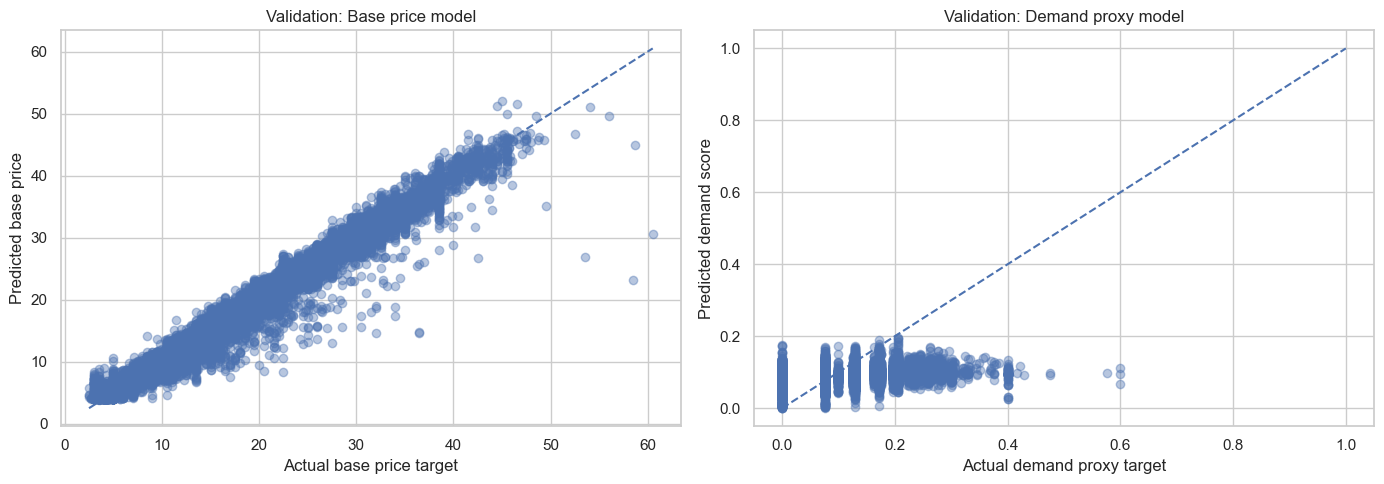 Validation: Base price model
Predicted base price
60
50
40
30
20
10
0
0 10 20 30 40 50 60
Actual base price target
Validation: Demand proxy model
Predicted demand score
1.0
0.8
0.6
0.4
0.2
0.0
0.0 0.2 0.4 0.6 0.8 1.0
Actual demand proxy target